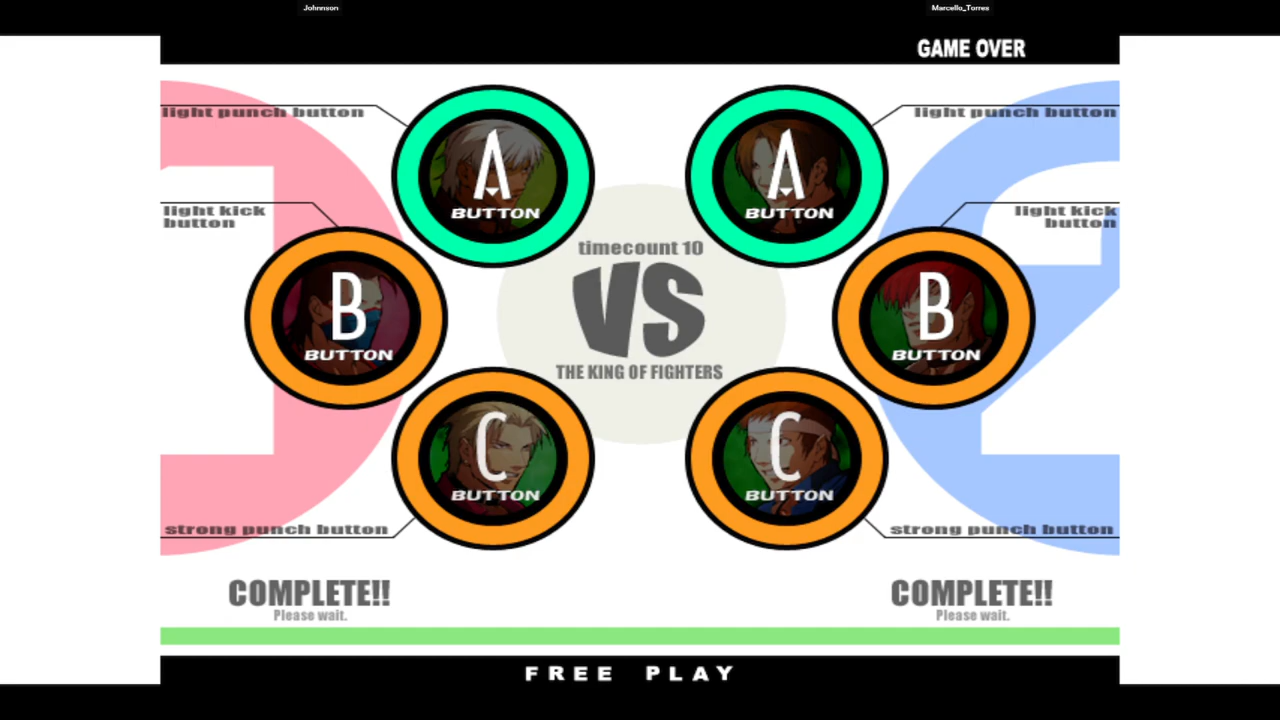 Johnnson
Marcello_Torres
GAME OVER
light punch button
light punch button
A
BUTTON
A
BUTTON
light kick
button
light kick
button
timecount 10
VS
THE KING OF FIGHTERS
B
BUTTON
B
BUTTON
C
BUTTON
C
BUTTON
strong punch button
strong punch button
COMPLETE!!
Please wait.
COMPLETE!!
Please wait.
FREE PLAY